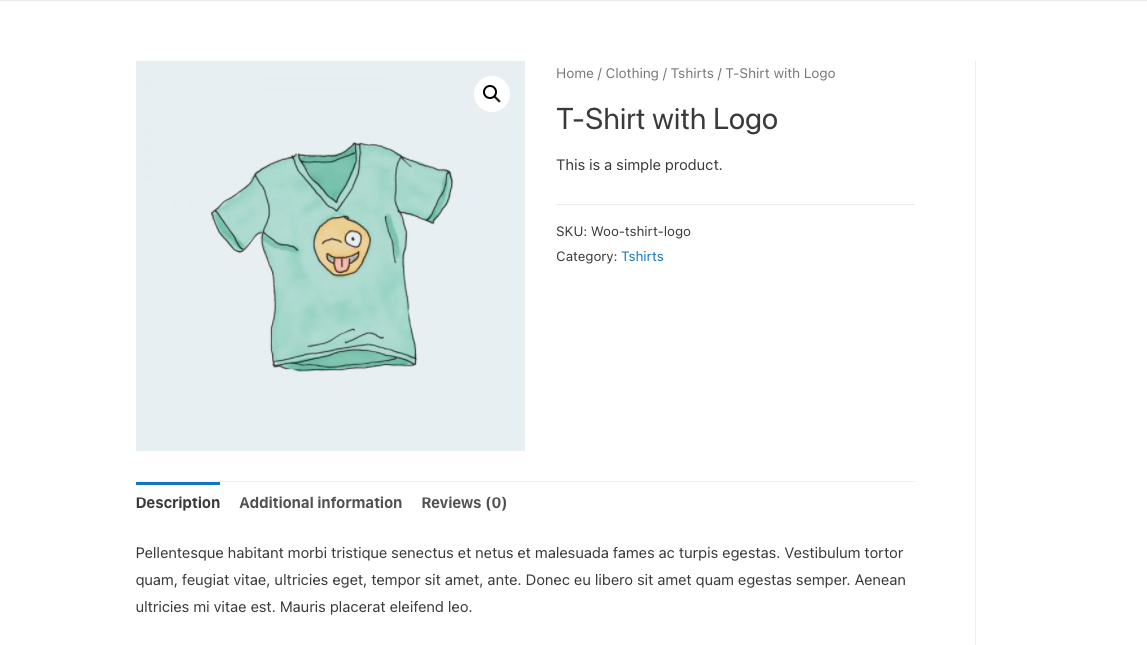 Home / Clothing / Tshirts / T-Shirt with Logo
T-Shirt with Logo
This is a simple product.
SKU: Woo-tshirt-logo
Category: Tshirts
Description Additional information Reviews (0)
Pellentesque habitant morbi tristique senectus et netus et malesuada fames ac turpis egestas. Vestibulum tortor
quam, feugiat vitae, ultricies eget, tempor sit amet, ante. Donec eu libero sit amet quam egestas semper. Aenean
ultricies mi vitae est. Mauris placerat eleifend leo.